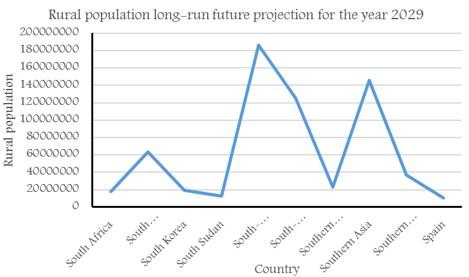 Rural population long-run future projection for the year 2029
Rural population
200000000
180000000
160000000
140000000
120000000
100000000
80000000
60000000
40000000
20000000
0
South Africa
South…
South Korea
South Sudan
South-…
South-…
Southern…
Southern Asia
Southern…
Spain
Country